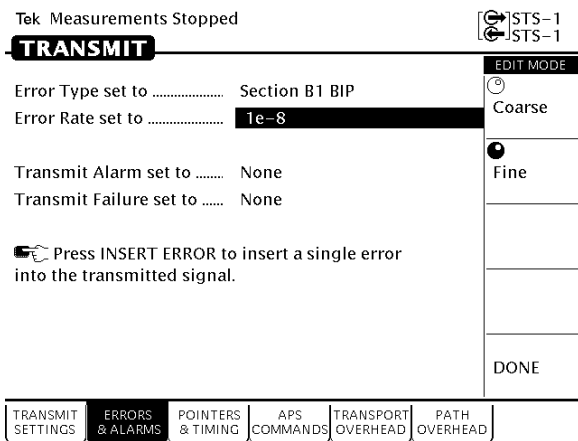 Tek Measurements Stopped
STS-1
STS-1
TRANSMIT
EDIT MODE
Error Type set to .................... Section B1 BIP
Error Rate set to ..................... 1e-8
Transmit Alarm set to ........ None
Transmit Failure set to ...... None
Press INSERT ERROR to insert a single error
into the transmitted signal.
Coarse
Fine
DONE
TRANSMIT
SETTINGS
ERRORS
& ALARMS
POINTERS
& TIMING
APS
COMMANDS
TRANSPORT
OVERHEAD
PATH
OVERHEAD